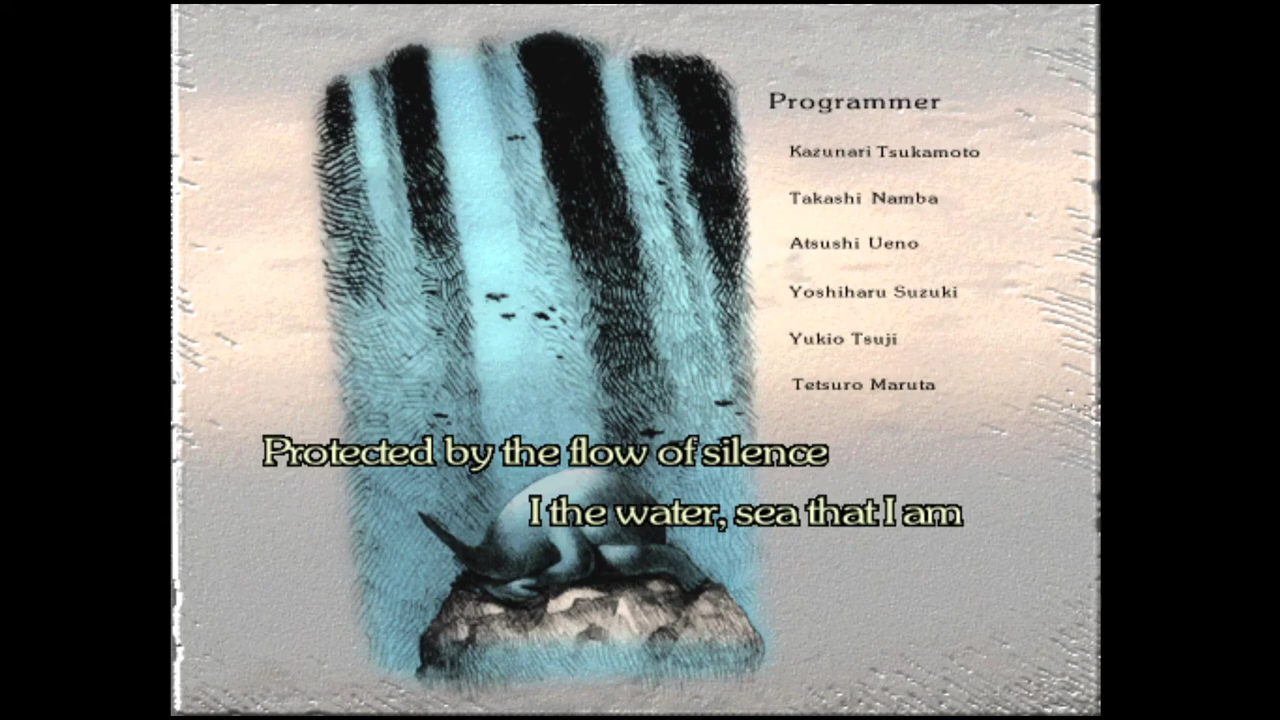 Programmer
Kazunari Tsukamoto
Takashi Namba
Atsushi Ueno
Yoshiharu Suzuki
Yukio Tsuji
Tetsuro Maruta
Protected by the flow of silence
I the water, sea that I am